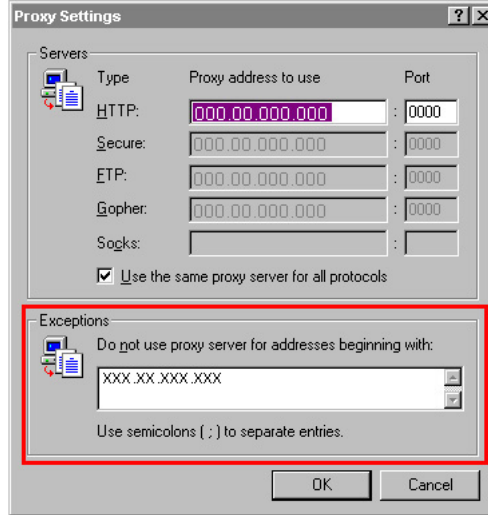 Proxy Settings
Servers
Type Proxy address to use Port
HTTP: 000.00.000.000 : 0000
Secure: 000.00.000.000 : 0000
FTP: 000.00.000.000 : 0000
Gopher: 000.00.000.000 : 0000
Socks: :
Use the same proxy server for all protocols
Exceptions
Do not use proxy server for addresses beginning with:
XXX.XX.XXX.XXX
Use semicolons ( ; ) to separate entries.
OK Cancel